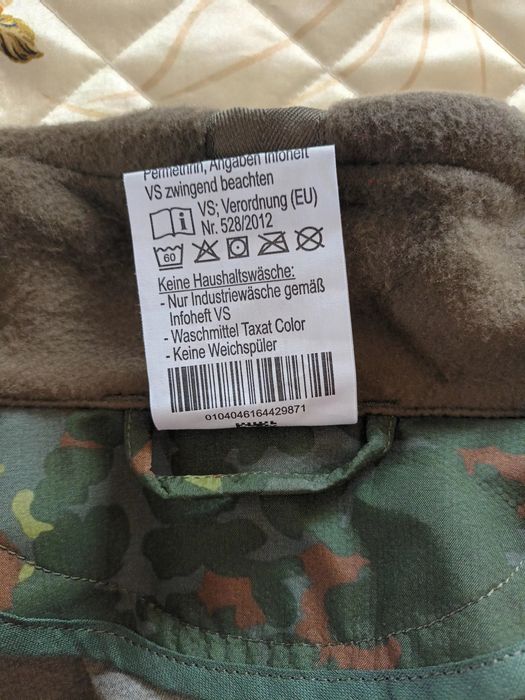 Permethrin, Angaben Infoheft
VS zwingend beachten
VS; Verordnung (EU)
Nr. 528/2012
60
Keine Haushaltswäsche:
- Nur Industriewäsche gemäß
Infoheft VS
- Waschmittel Taxat Color
- Keine Weichspüler
0104046164429871